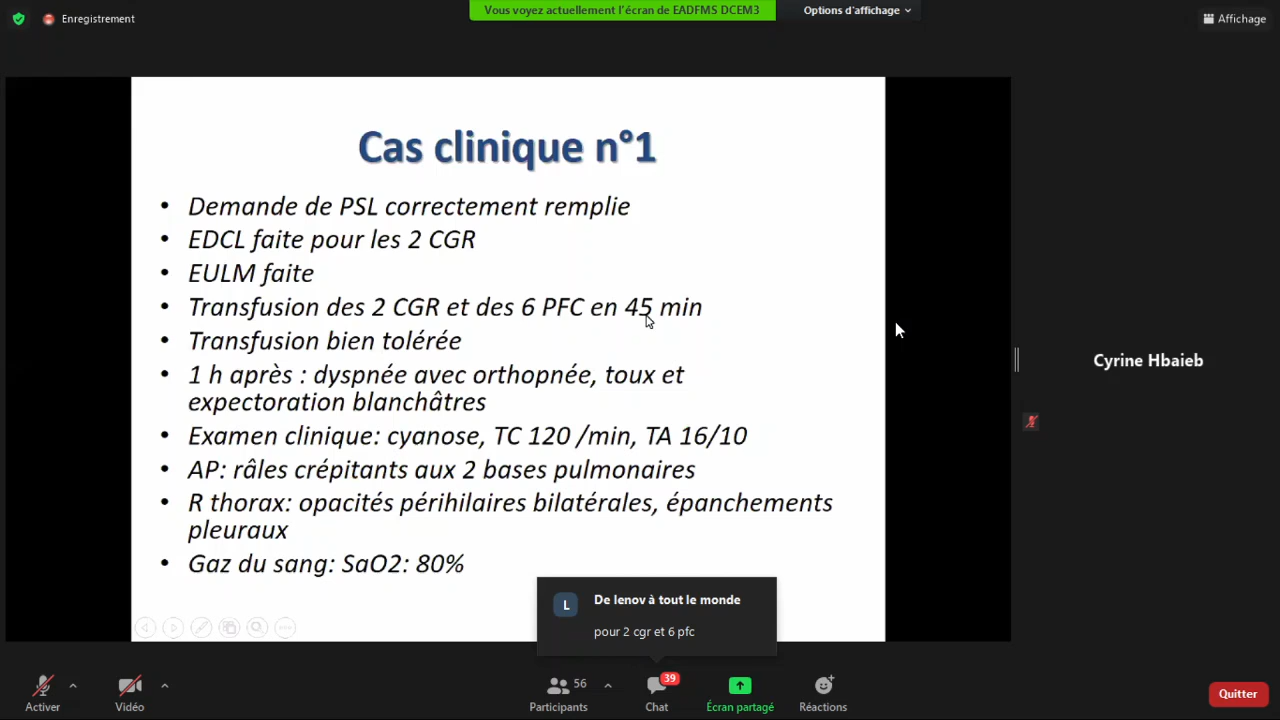 Enregistrement
Vous voyez actuellement l'écran de EADFMS DCEM3
Options d'affichage
Affichage
Cas clinique n°1
• Demande de PSL correctement remplie
• EDCL faite pour les 2 CGR
• EULM faite
• Transfusion des 2 CGR et des 6 PFC en 45 min
• Transfusion bien tolérée
• 1 h après : dyspnée avec orthopnée, toux et
expectoration blanchâtres
• Examen clinique: cyanose, TC 120 /min, TA 16/10
• AP: râles crépitants aux 2 bases pulmonaires
• R thorax: opacités périhilaires bilatérales, épanchements
pleuraux
• Gaz du sang: SaO2: 80%
Cyrine Hbaieb
L
De lenov à tout le monde
pour 2 cgr et 6 pfc
Activer
Vidéo
56
Participants
39
Chat
Écran partagé
Réactions
Quitter